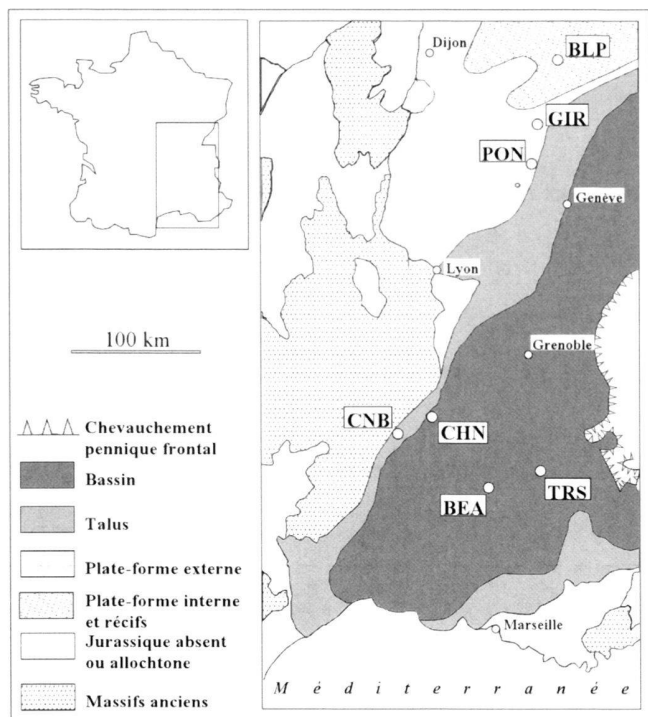 Dijon
BLP
GIR
PON
Genève
Lyon
100 km
Grenoble
CNB
CHN
Chevauchement
pennique frontal
Bassin
TRS
BEA
Talus
Plate-forme externe
Plate-forme interne
et récifs
Jurassique absent
ou allochtone
Marseille
Massifs anciens
Méditerranée